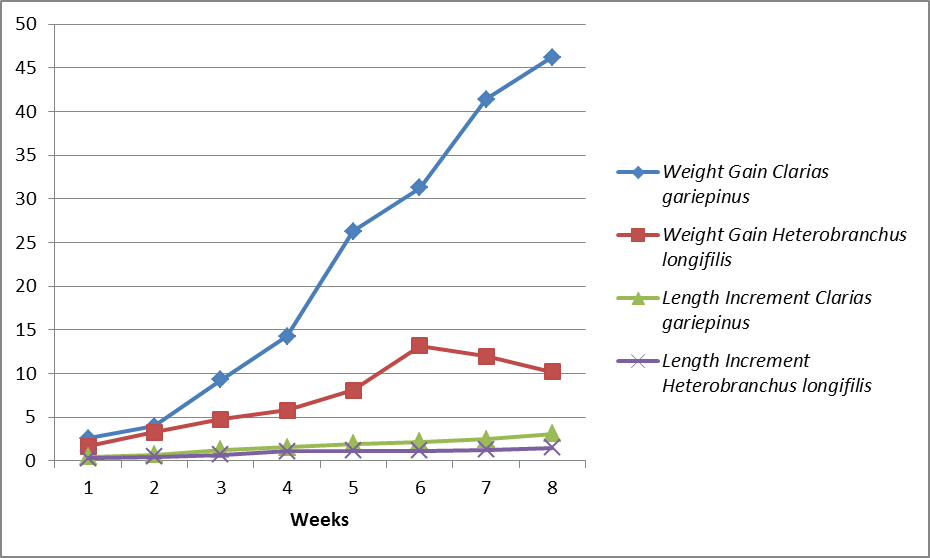 50
45
40
35
30
25
20
15
10
5
0
1 2 3 4 5 6 7 8
Weeks
Weight Gain Clarias
gariepinus
Weight Gain Heterobranchus
longifilis
Length Increment Clarias
gariepinus
Length Increment
Heterobranchus longifilis